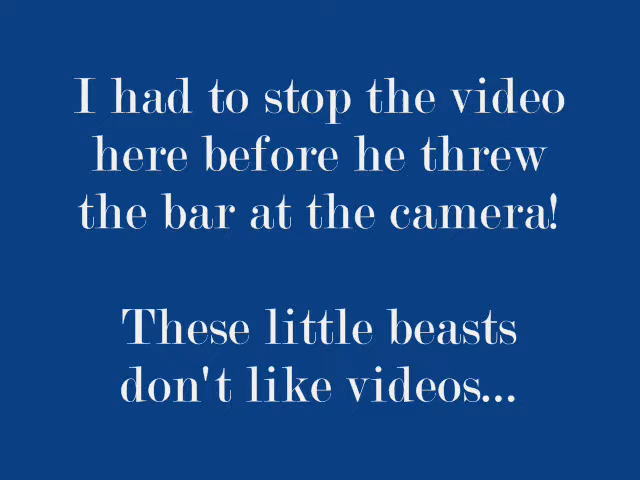 I had to stop the video
here before he threw
the bar at the camera!
These little beasts
don't like videos...